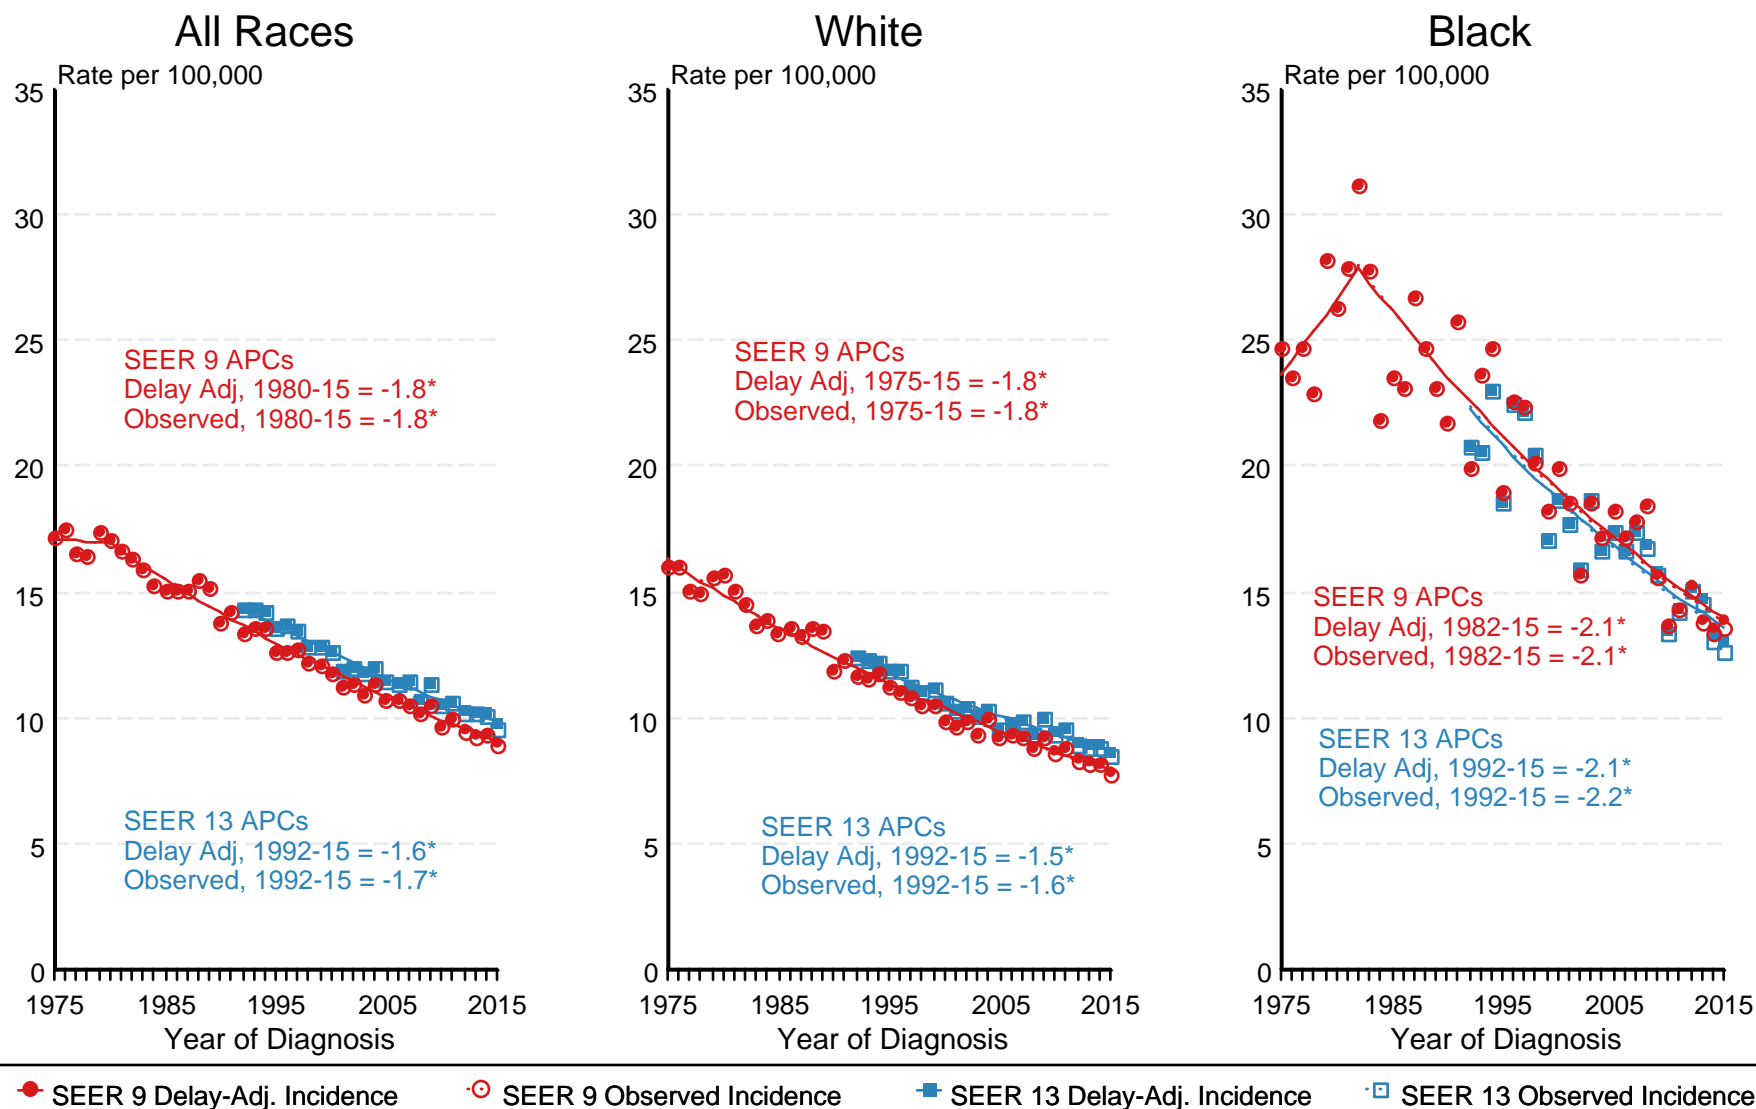 All Races
Rate per 100,000
35
30
25
20
15
10
5
0
SEER 9 APCs
Delay Adj, 1980-15 = -1.8*
Observed, 1980-15 = -1.8*
SEER 13 APCs
Delay Adj, 1992-15 = -1.6*
Observed, 1992-15 = -1.7*
1975 1985 1995 2005 2015
Year of Diagnosis
White
Rate per 100,000
35
30
25
20
15
10
5
0
SEER 9 APCs
Delay Adj, 1975-15 = -1.8*
Observed, 1975-15 = -1.8*
SEER 13 APCs
Delay Adj, 1992-15 = -1.5*
Observed, 1992-15 = -1.6*
1975 1985 1995 2005 2015
Year of Diagnosis
Black
Rate per 100,000
35
30
25
20
15
10
5
0
SEER 9 APCs
Delay Adj, 1982-15 = -2.1*
Observed, 1982-15 = -2.1*
SEER 13 APCs
Delay Adj, 1992-15 = -2.1*
Observed, 1992-15 = -2.2*
1975 1985 1995 2005 2015
Year of Diagnosis
SEER 9 Delay-Adj. Incidence SEER 9 Observed Incidence SEER 13 Delay-Adj. Incidence SEER 13 Observed Incidence